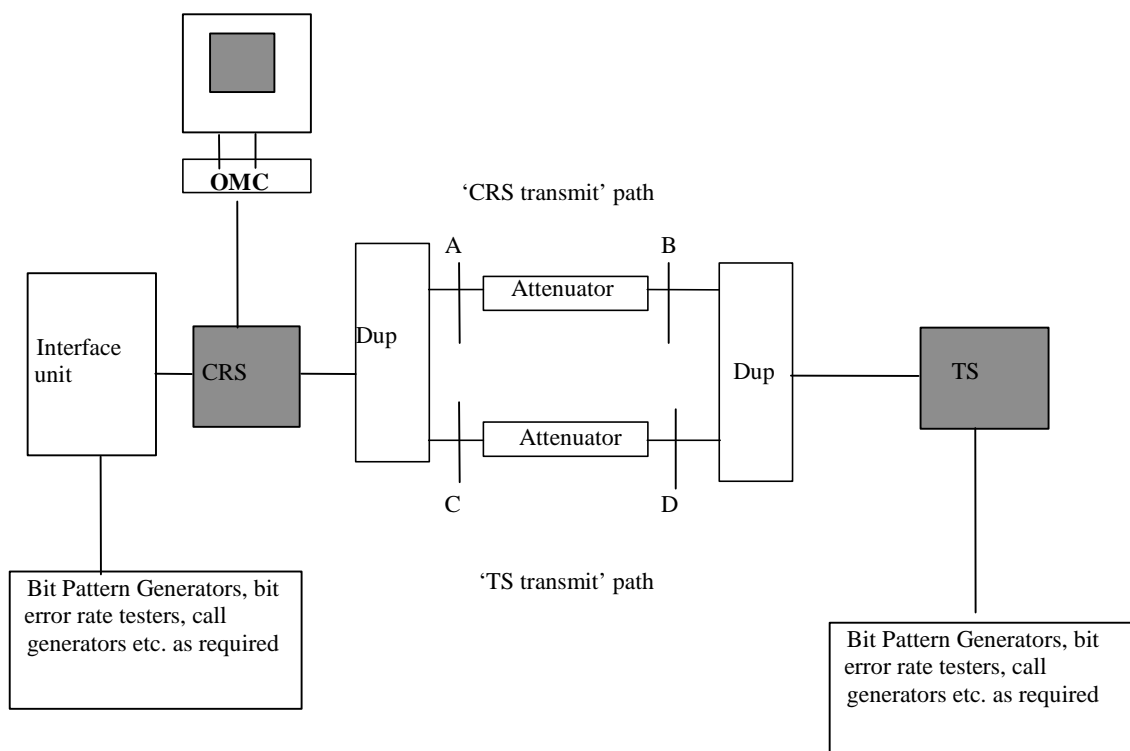 OMC
‘CRS transmit’ path
A
B
Attenuator
Interface
unit
CRS
Dup
Dup
TS
Attenuator
C
D
‘TS transmit’ path
Bit Pattern Generators, bit
error rate testers, call
generators etc. as required
Bit Pattern Generators, bit
error rate testers, call
generators etc. as required